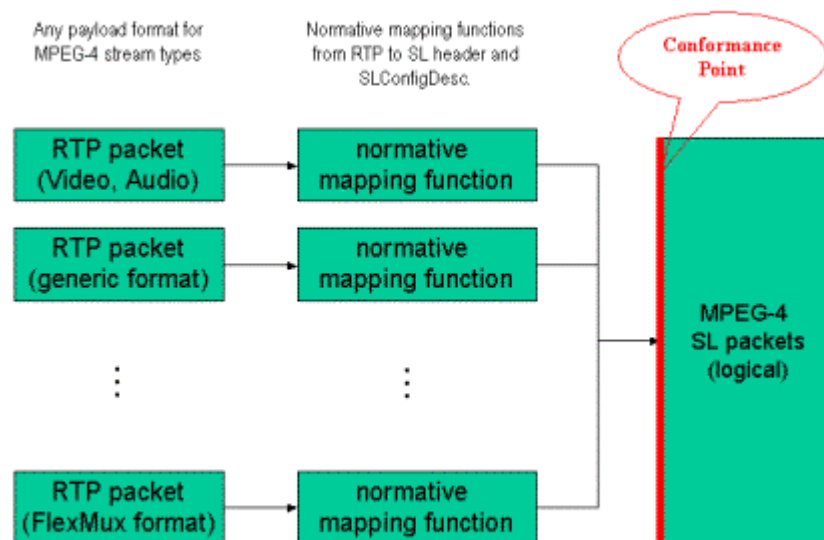 Any payload format for
MPEG-4 stream types
Normative mapping functions
from RTP to SL header and
SLConfigDesc.
Conformance
Point
RTP packet
(Video, Audio)
normative
mapping function
RTP packet
(generic format)
normative
mapping function
MPEG-4
SL packets
(logical)
RTP packet
(FlexMux format)
normative
mapping function